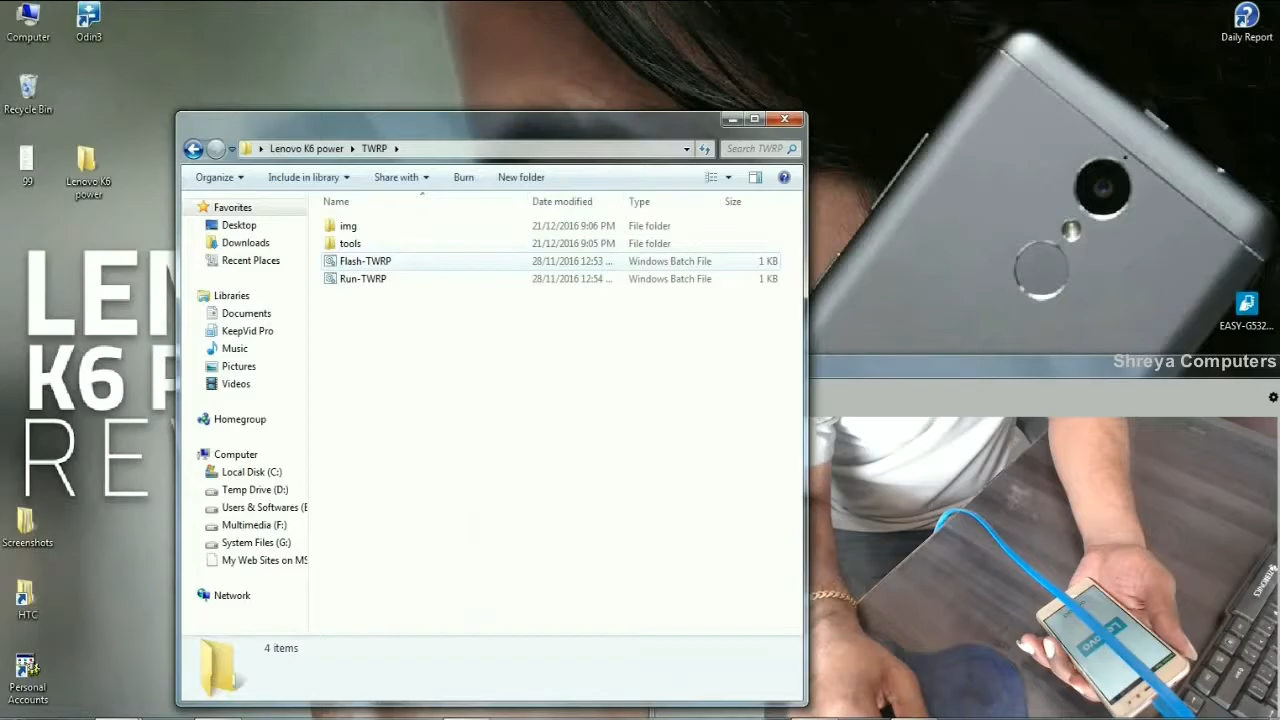 Computer
Odin3
Daily Report
Recycle Bin
99
Lenovo K6
power
Lenovo K6 power
TWRP
Search TWRP
Organize
Include in library
Share with
Burn
New folder
Name
Date modified
Type
Size
Favorites
Desktop
Downloads
Recent Places
Libraries
Documents
KeepVid Pro
Music
Pictures
Videos
Homegroup
Computer
Local Disk (C:)
Temp Drive (D:)
Users & Softwares (E
Multimedia (F:)
System Files (G:)
My Web Sites on MS
Network
img 21/12/2016 9:06 PM File folder
tools 21/12/2016 9:05 PM File folder
Flash-TWRP 28/11/2016 12:53 ... Windows Batch File 1 KB
Run-TWRP 28/11/2016 12:54 ... Windows Batch File 1 KB
4 items
LEN
K6 P
RE
Screenshots
HTC
Personal
Accounts
EASY-G532...
Shreya Computers
Lenovo